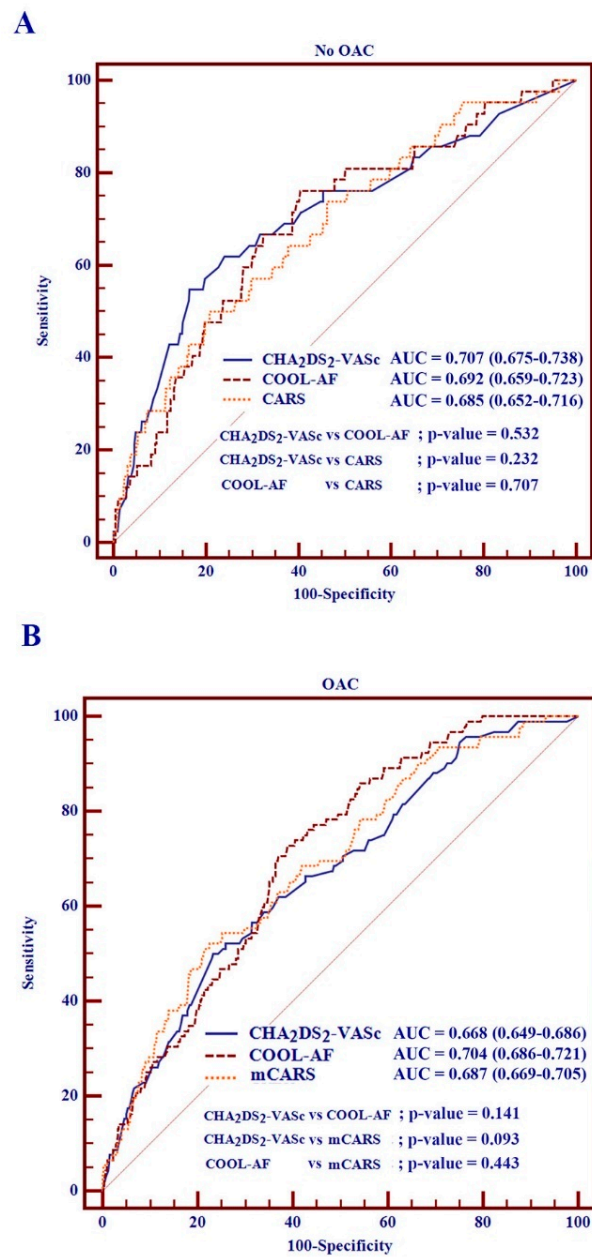 A
No OAC
100
80
60
40
20
0
Sensitivity
CHA2DS2-VASc AUC = 0.707 (0.675-0.738)
COOL-AF AUC = 0.692 (0.659-0.723)
CARS AUC = 0.685 (0.652-0.716)
CHA2DS2-VASc vs COOL-AF ; p-value = 0.532
CHA2DS2-VASc vs CARS ; p-value = 0.232
COOL-AF vs CARS ; p-value = 0.707
0 20 40 60 80 100
100-Specificity
B
OAC
100
80
60
40
20
0
Sensitivity
CHA2DS2-VASc AUC = 0.668 (0.649-0.686)
COOL-AF AUC = 0.704 (0.686-0.721)
mCARS AUC = 0.687 (0.669-0.705)
CHA2DS2-VASc vs COOL-AF ; p-value = 0.141
CHA2DS2-VASc vs mCARS ; p-value = 0.093
COOL-AF vs mCARS ; p-value = 0.443
0 20 40 60 80 100
100-Specificity